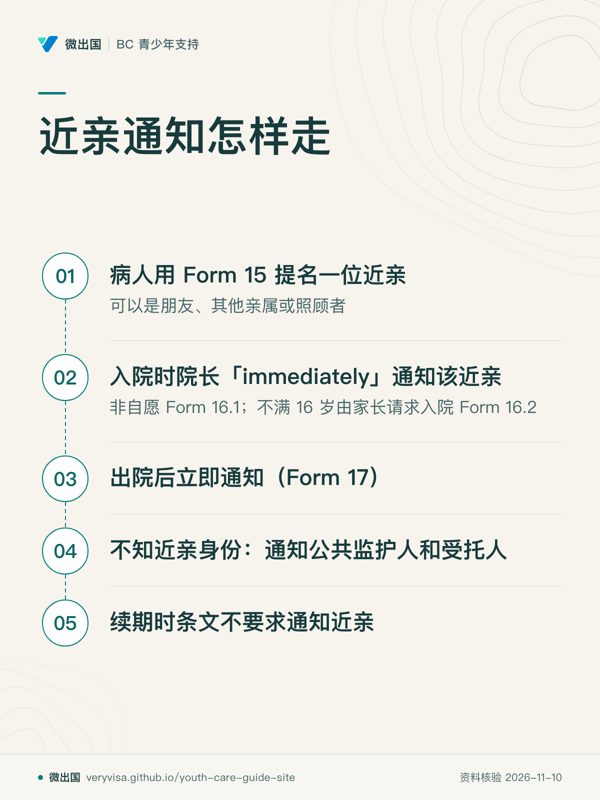 微出国 | BC 青少年支持
近亲通知怎样走
01
病人用 Form 15 提名一位近亲
可以是朋友、其他亲属或照顾者
02
入院时院长「immediately」通知该近亲
非自愿 Form 16.1；不满 16 岁由家长请求入院 Form 16.2
03
出院后立即通知（Form 17）
04
不知近亲身份：通知公共监护人和受托人
05
续期时条文不要求通知近亲
微出国 veryvisa.github.io/youth-care-guide-site
资料核验 2026-11-10